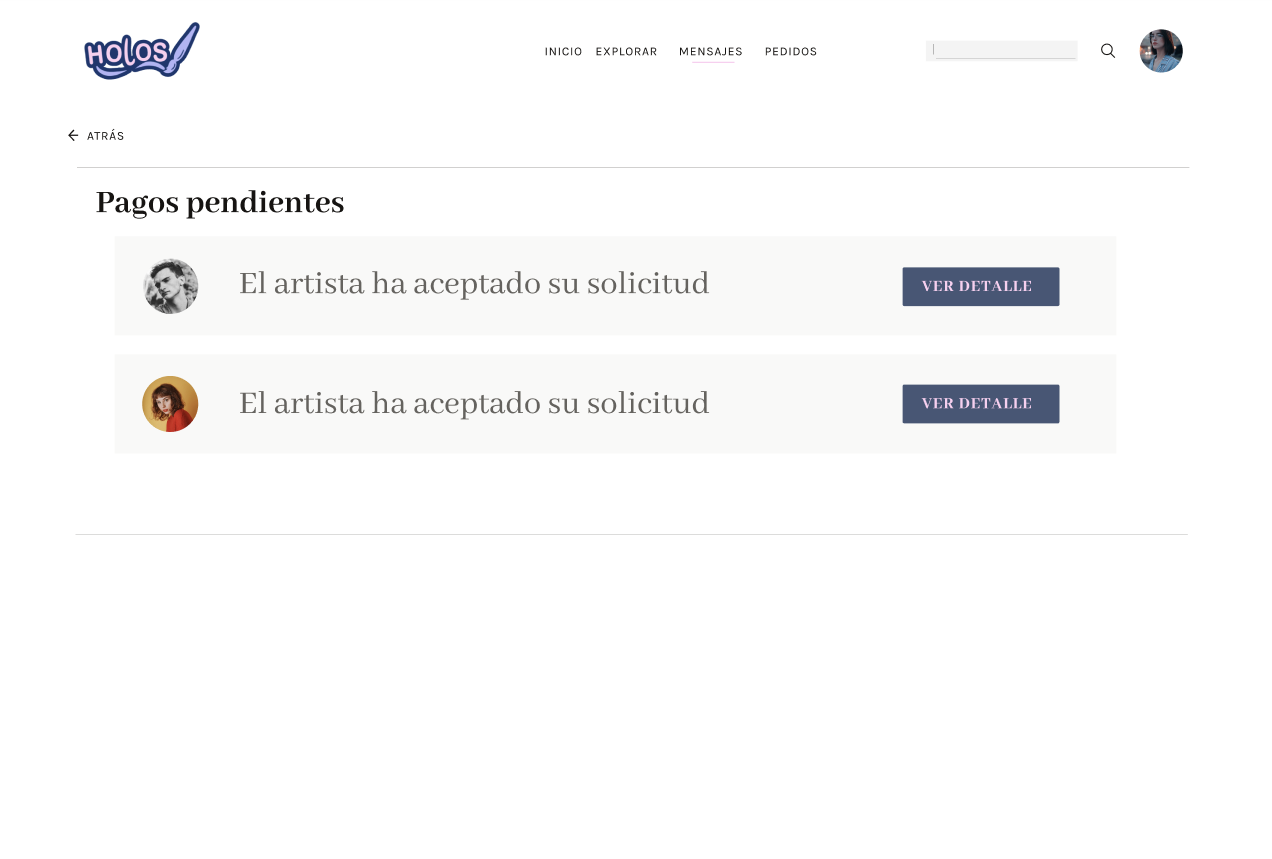 HOLOS
INICIO EXPLORAR MENSAJES PEDIDOS
ATRÁS
Pagos pendientes
El artista ha aceptado su solicitud
VER DETALLE
El artista ha aceptado su solicitud
VER DETALLE